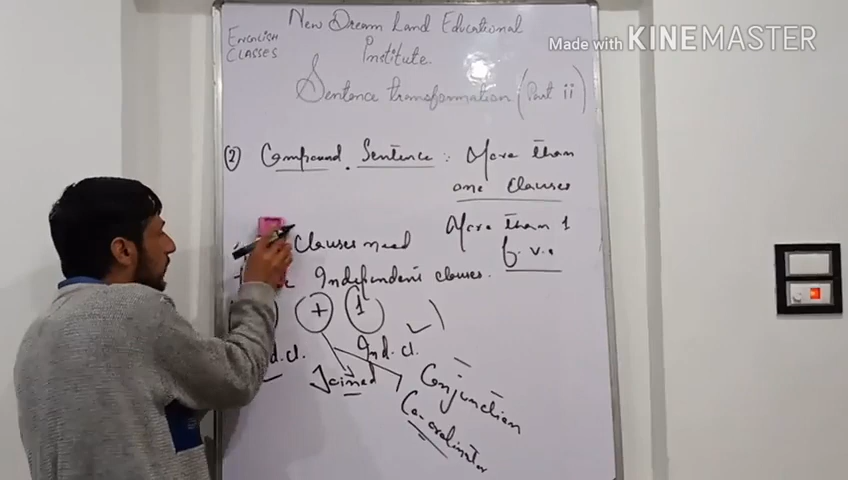 Made with KINEMASTER
New Dream Land Educational
Institute.
ENGLISH
CLASSES
Sentence transformation (Part ii)
(2) Compound Sentence : More than
one clauses
More than 1
f. v.
Clauses need
Independent clauses.
+ 1
d. cl. Ind. cl.
Joined Conjunction
Co-ordinator